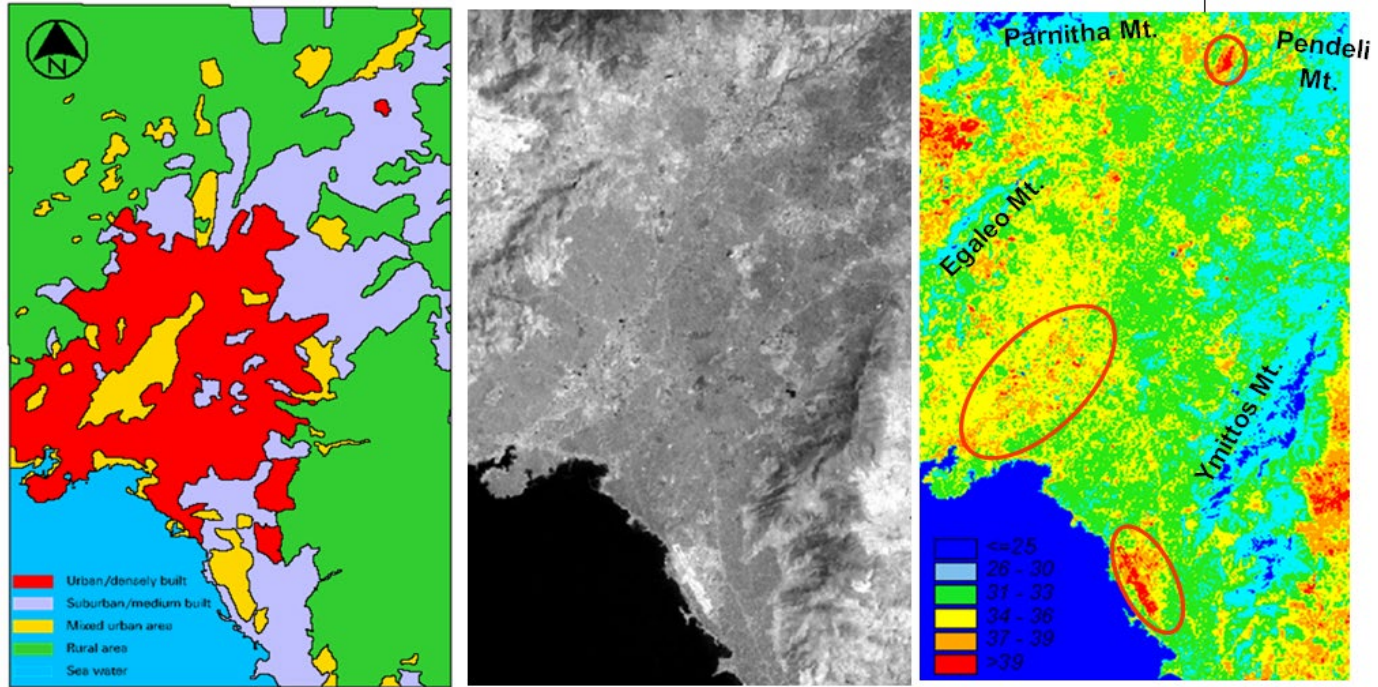 N
Urban/densely built
Suburban/medium built
Mixed urban area
Rural area
Sea water
Parnitha Mt.
Pendeli
Mt.
Egaleo Mt.
Ymittos Mt.
<=25
26 - 30
31 - 33
34 - 36
37 - 39
>39